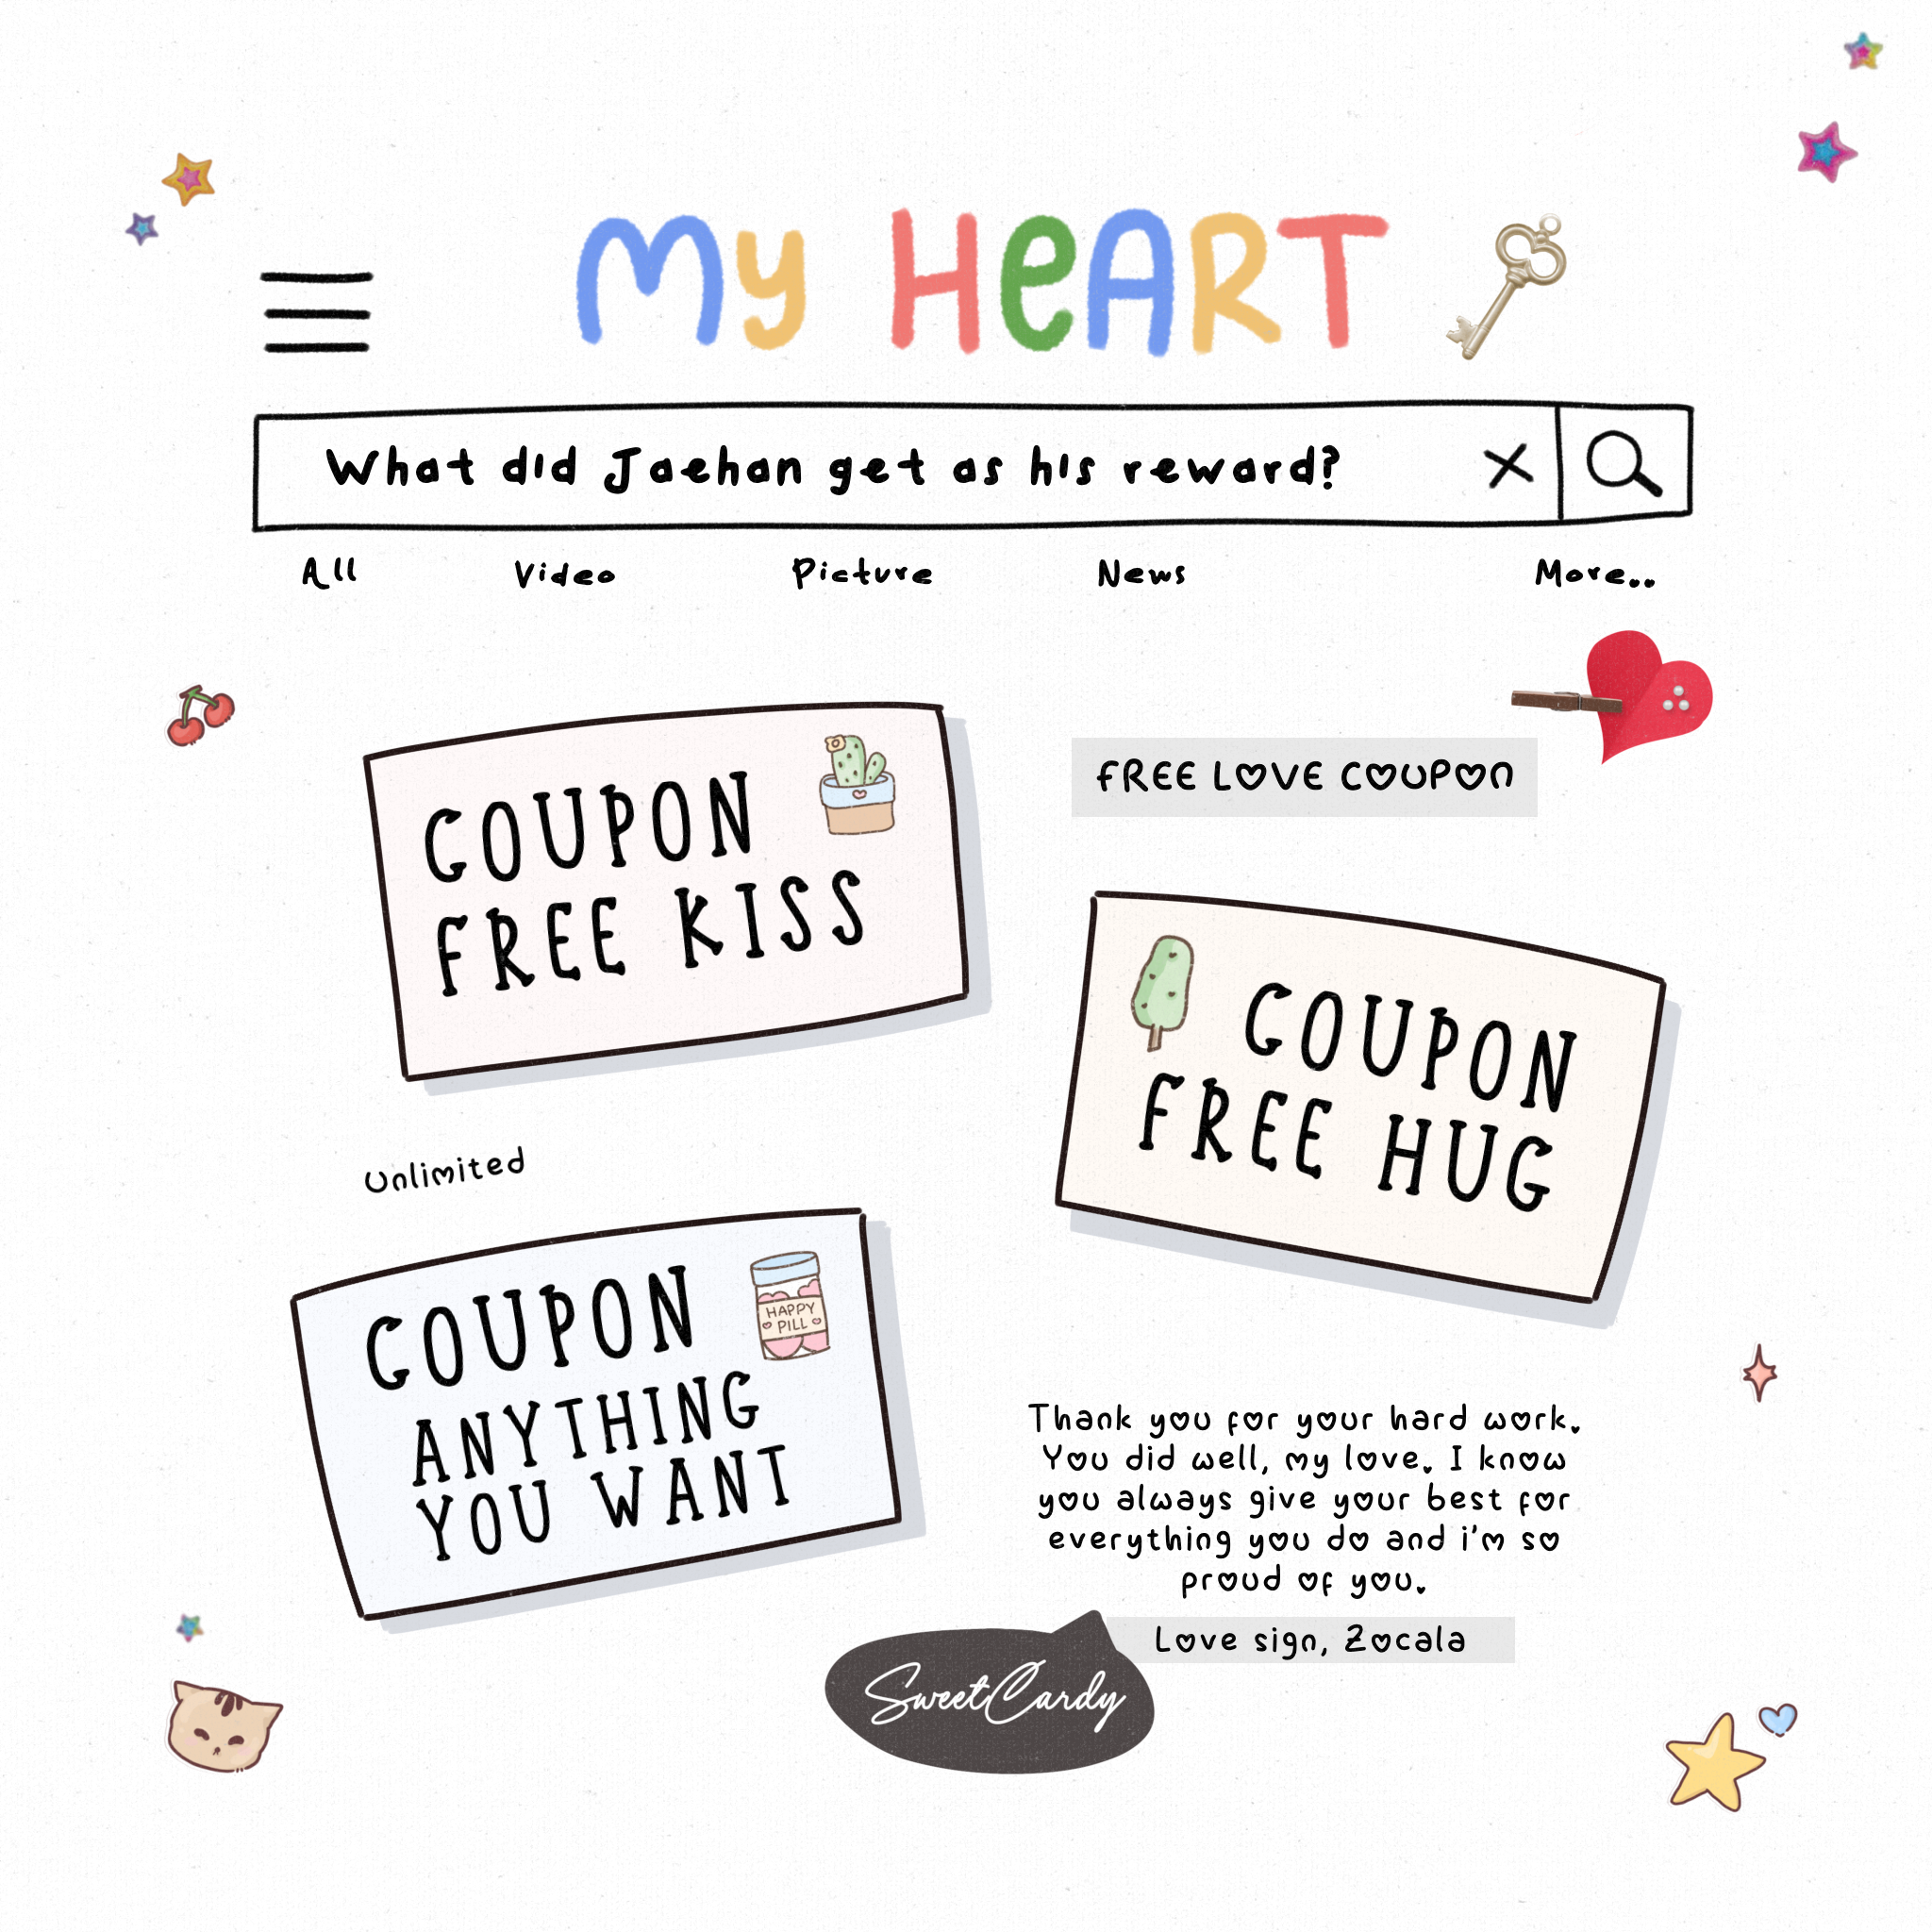 My HeART
What did Jaehan get as his reward?
All Video Picture News More..
COUPON
FREE KISS
FREE LOVE COUPON
COUPON
FREE HUG
Unlimited
COUPON
ANYTHING
YOU WANT
HAPPY
PILL
Thank you for your hard work.
You did well, my love. I know
you always give your best for
everything you do and i'm so
proud of you.
Love sign, Zocala
SweetCardy